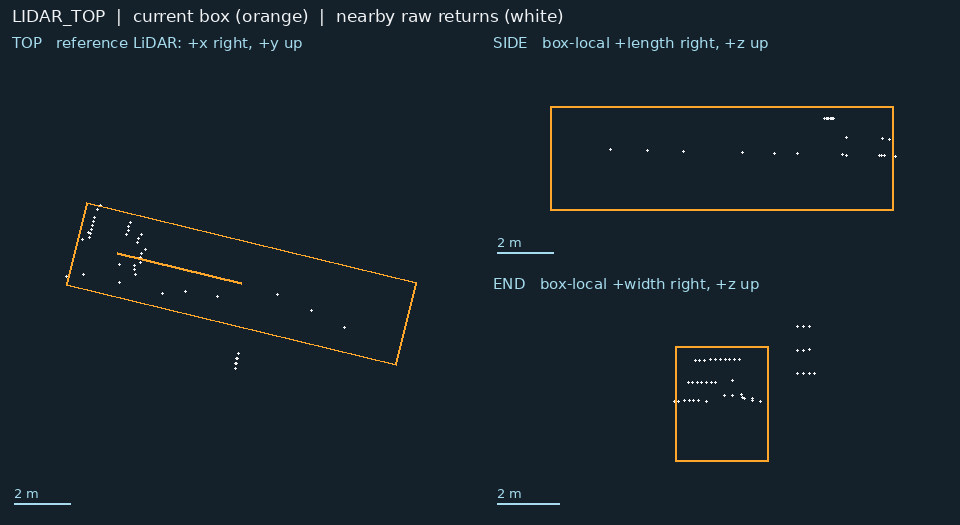 LIDAR_TOP | current box (orange) | nearby raw returns (white)
TOP reference LiDAR: +x right, +y up
SIDE box-local +length right, +z up
2 m
END box-local +width right, +z up
2 m
2 m